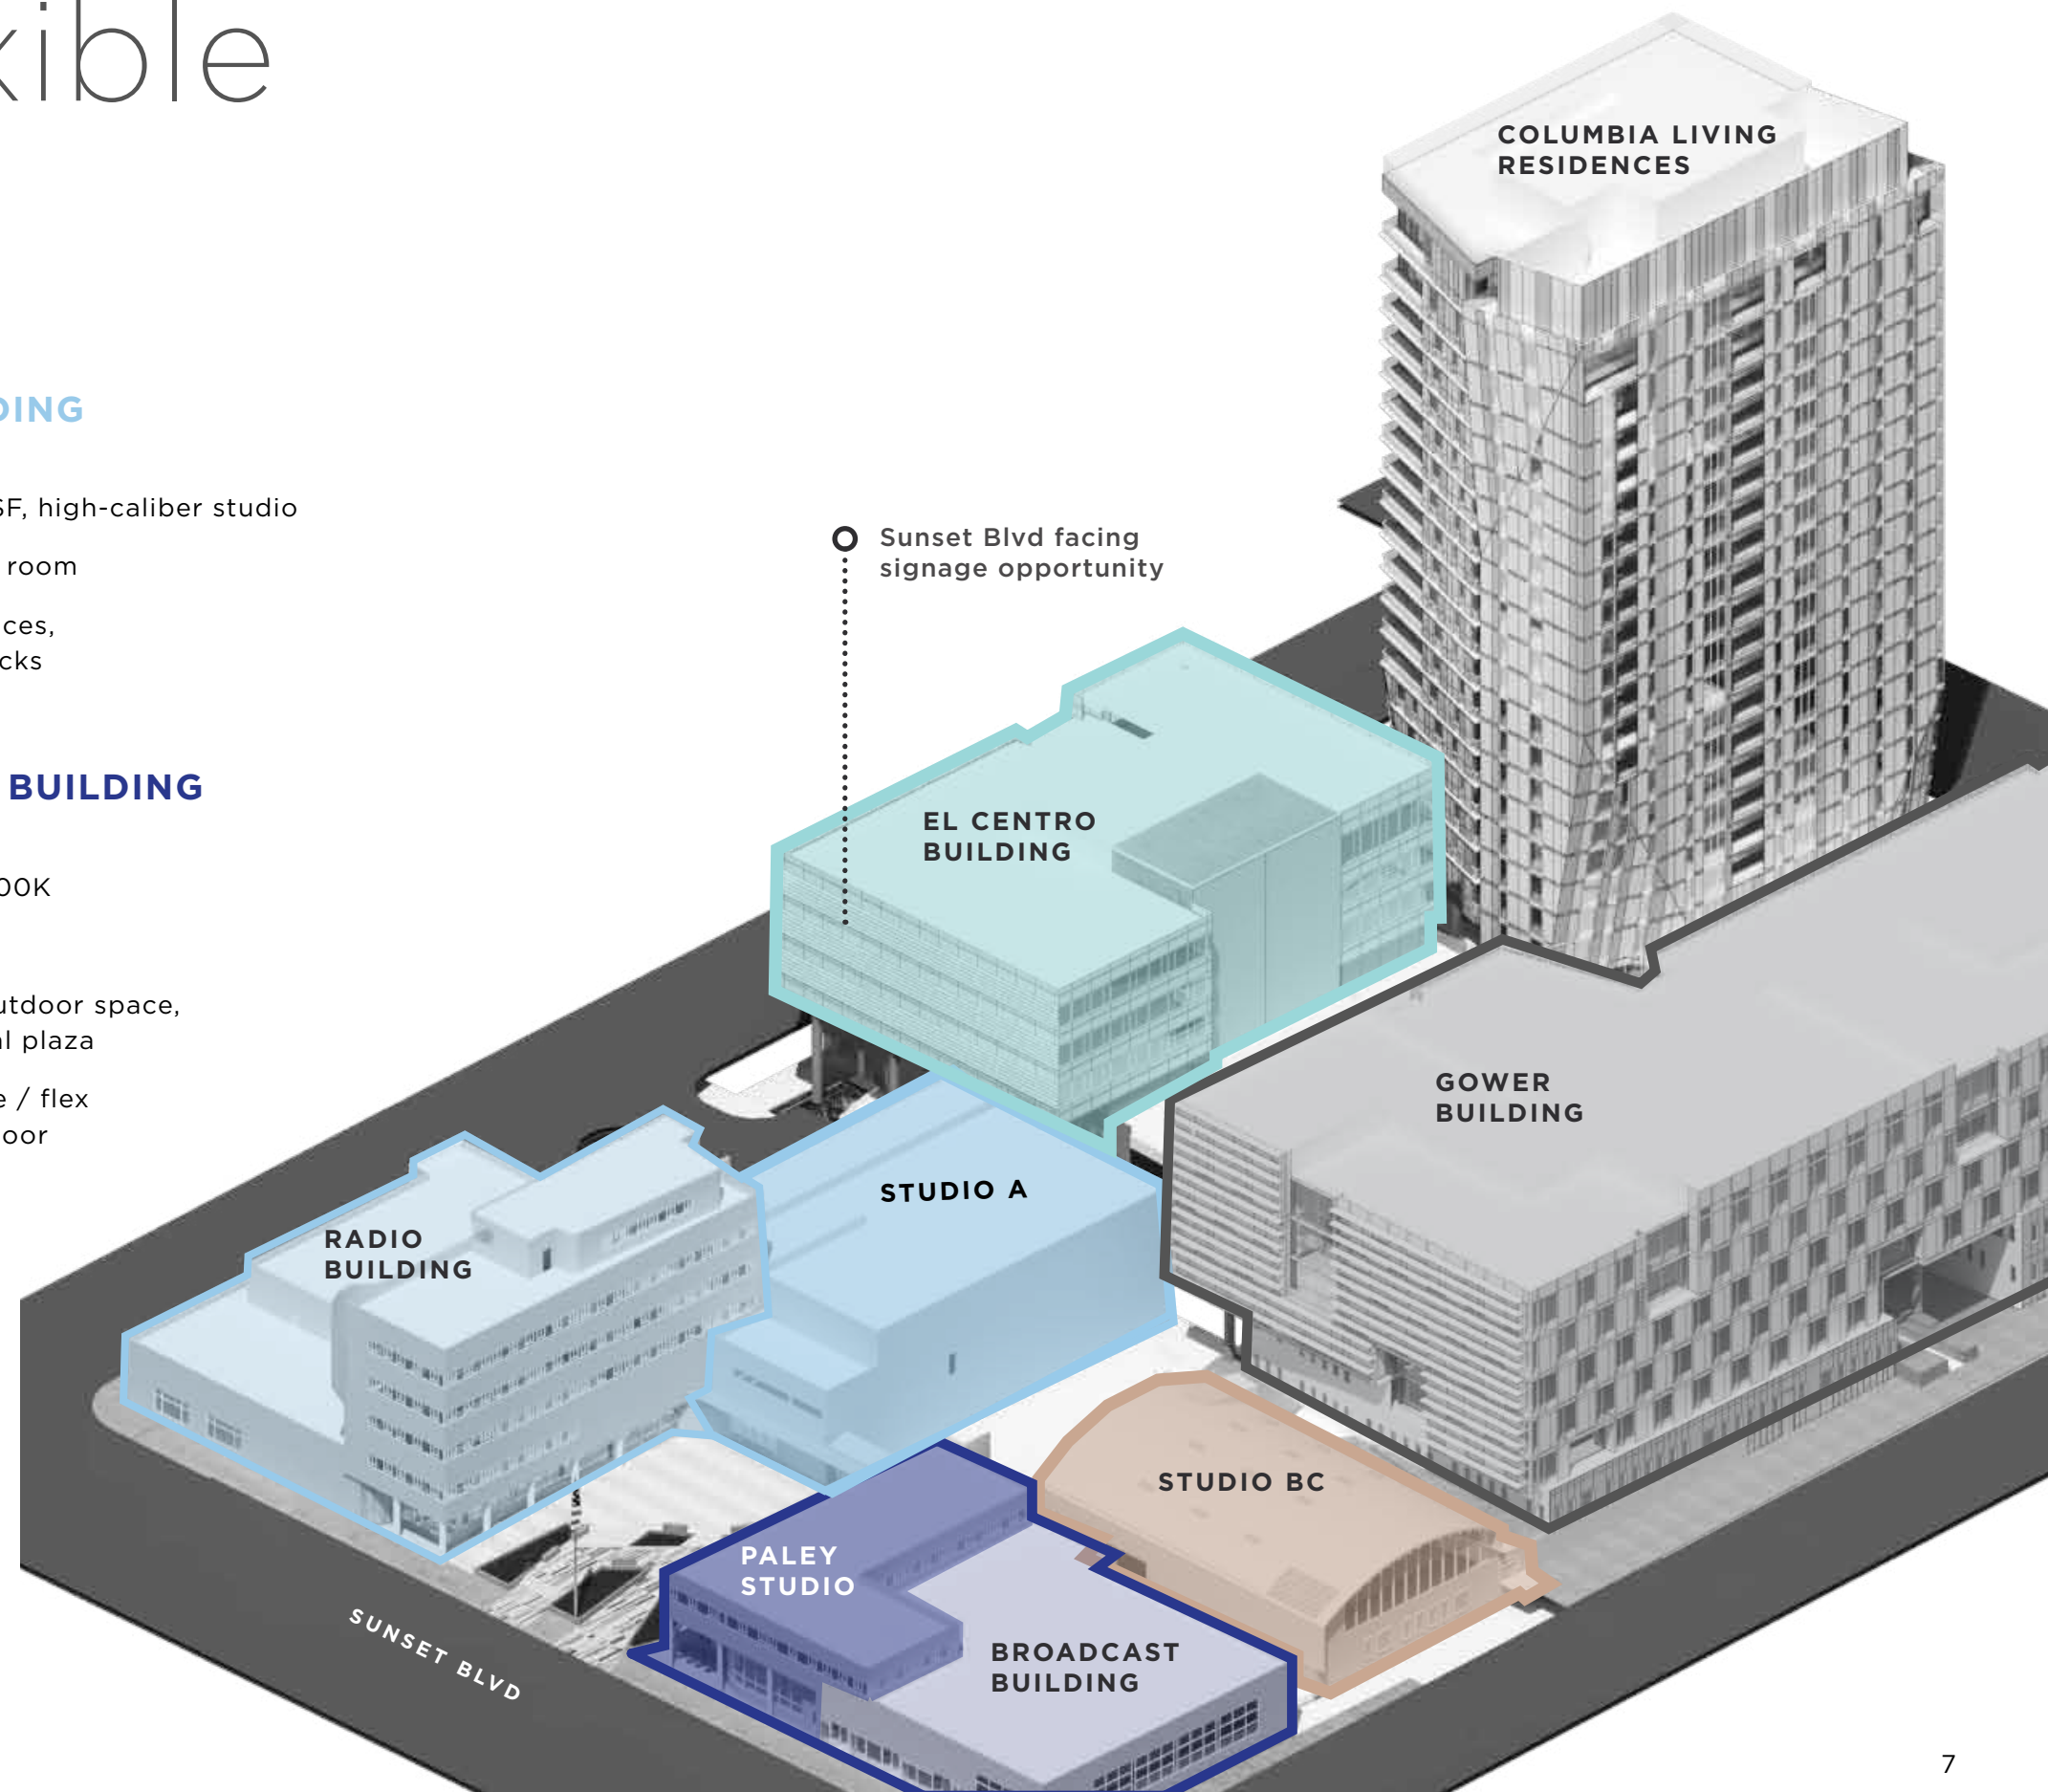 xible
DING
SF, high-caliber studio
room
ces,
cks
BUILDING
00K
utdoor space,
al plaza
e / flex
oor
COLUMBIA LIVING
RESIDENCES
Sunset Blvd facing
signage opportunity
EL CENTRO
BUILDING
GOWER
BUILDING
STUDIO A
RADIO
BUILDING
STUDIO BC
PALEY
STUDIO
BROADCAST
BUILDING
SUNSET BLVD
7